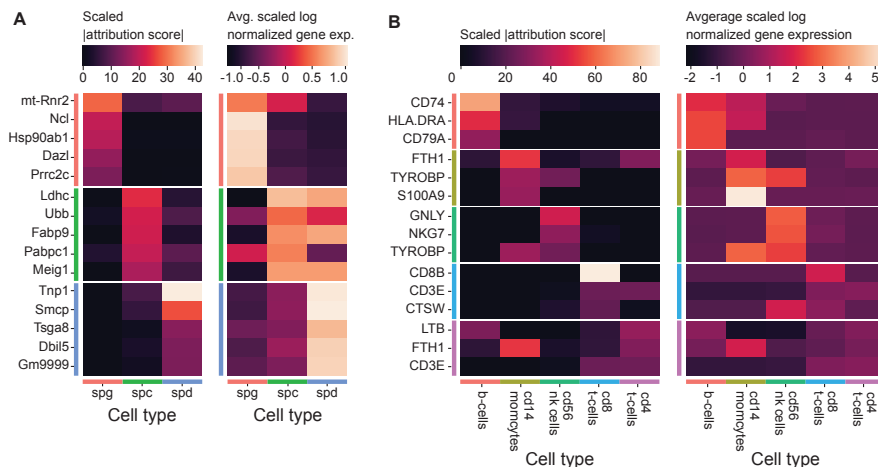 A
Scaled
|attribution score|
0 10 20 30 40
Avg. scaled log
normalized gene exp.
-1.0 -0.5 0.0 0.5 1.0
mt-Rnr2
Ncl
Hsp90ab1
Dazl
Prrc2c
Ldhc
Ubb
Fabp9
Pabpc1
Meig1
Tnp1
Smcp
Tsga8
Dbil5
Gm9999
spg spc spd
Cell type
spg spc spd
Cell type
B
Scaled |attribution score|
0 20 40 60 80
Avgerage scaled log
normalized gene expression
-2 -1 0 1 2 3 4 5
CD74
HLA.DRA
CD79A
FTH1
TYROBP
S100A9
GNLY
NKG7
TYROBP
CD8B
CD3E
CTSW
LTB
FTH1
CD3E
b-cells
cd14
momcytes
cd56
nk cells
cd8
t-cells
cd4
t-cells
Cell type
b-cells
cd14
momcytes
cd56
nk cells
cd8
t-cells
cd4
t-cells
Cell type